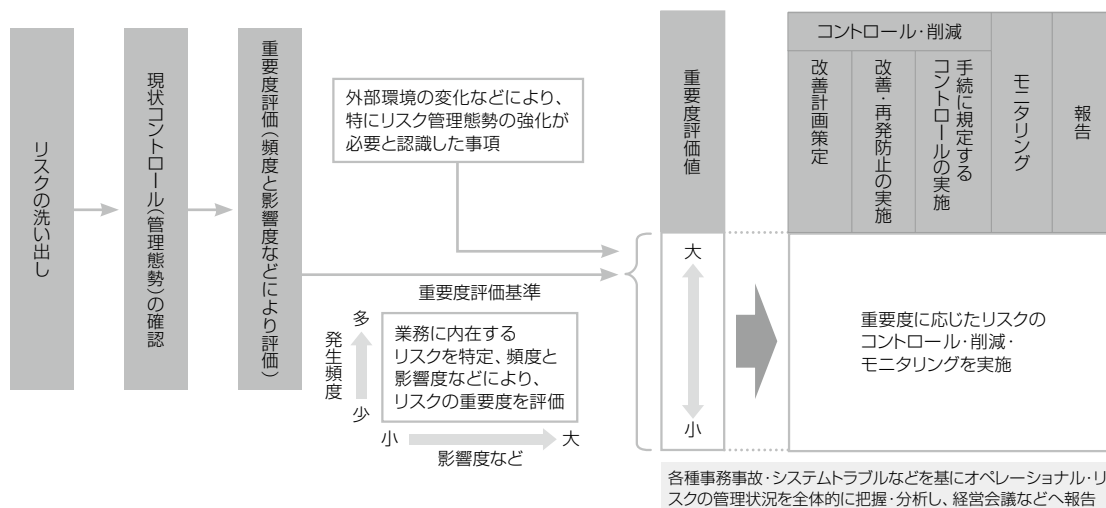 リスクの洗い出し
現状コントロール(管理態勢)の確認
重要度評価(頻度と影響度などにより評価)
外部環境の変化などにより、
特にリスク管理態勢の強化が
必要と認識した事項
重要度評価基準
多
発生頻度
少
業務に内在する
リスクを特定、頻度と
影響度などにより、
リスクの重要度を評価
小
大
影響度など
重要度評価値
大
小
コントロール・削減
改善計画策定
改善・再発防止の実施
手続に規定する
コントロールの実施
モニタリング
報告
重要度に応じたリスクの
コントロール・削減・
モニタリングを実施
各種事務事故・システムトラブルなどを基にオペレーショナル・リ
スクの管理状況を全体的に把握・分析し、経営会議などへ報告